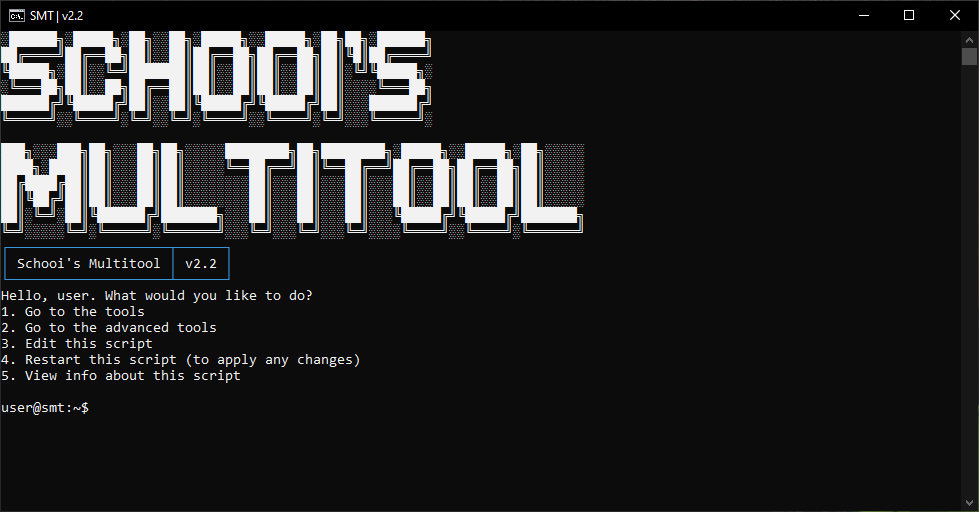 SMT | v2.2
SCHOOI'S
MULTITOOL
Schooi's Multitool | v2.2
Hello, user. What would you like to do?
1. Go to the tools
2. Go to the advanced tools
3. Edit this script
4. Restart this script (to apply any changes)
5. View info about this script
user@smt:~$